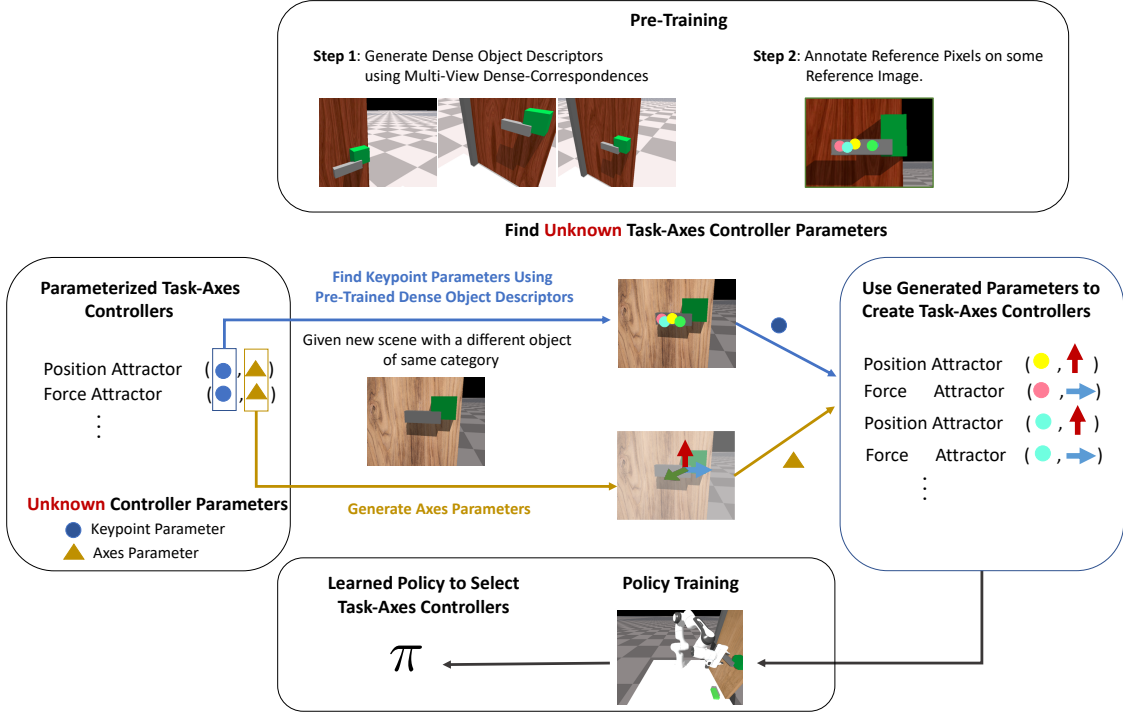 Pre-Training
Step 1: Generate Dense Object Descriptors
using Multi-View Dense-Correspondences
Step 2: Annotate Reference Pixels on some
Reference Image.
Find Unknown Task-Axes Controller Parameters
Parameterized Task-Axes
Controllers
Position Attractor ( , )
Force Attractor ( , )
⋮
Unknown Controller Parameters
Keypoint Parameter
Axes Parameter
Find Keypoint Parameters Using
Pre-Trained Dense Object Descriptors
Given new scene with a different object
of same category
Generate Axes Parameters
Use Generated Parameters to
Create Task-Axes Controllers
Position Attractor ( , )
Force Attractor ( , )
Position Attractor ( , )
Force Attractor ( , )
⋮
Learned Policy to Select
Task-Axes Controllers
π
Policy Training